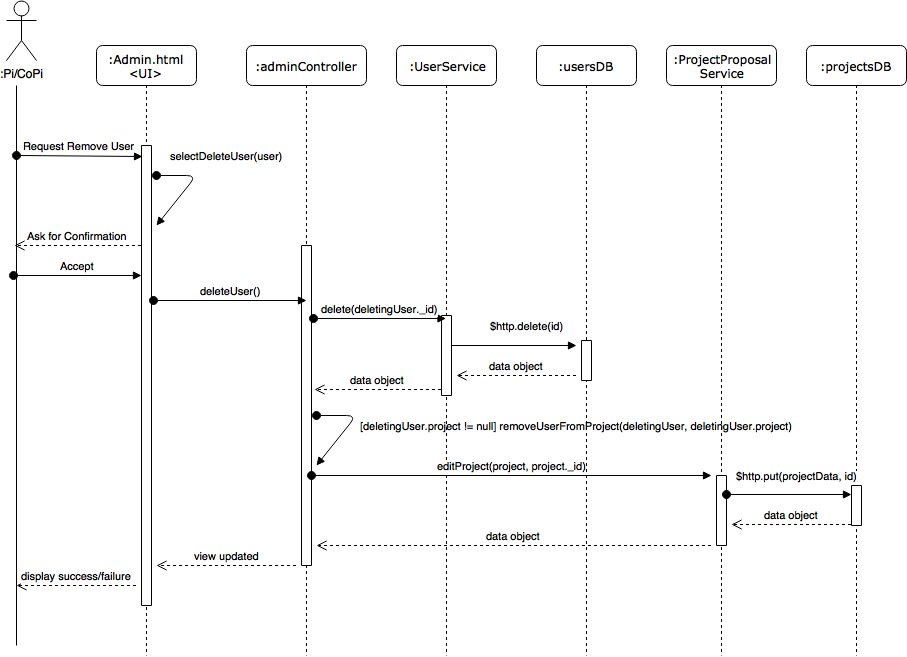 :Pi/CoPi
:Admin.html
<UI>
:adminController
:UserService
:usersDB
:ProjectProposal
Service
:projectsDB
Request Remove User
selectDeleteUser(user)
Ask for Confirmation
Accept
deleteUser()
delete(deletingUser._id)
$http.delete(id)
data object
data object
[deletingUser.project != null] removeUserFromProject(deletingUser, deletingUser.project)
editProject(project, project._id)
$http.put(projectData, id)
data object
data object
view updated
display success/failure